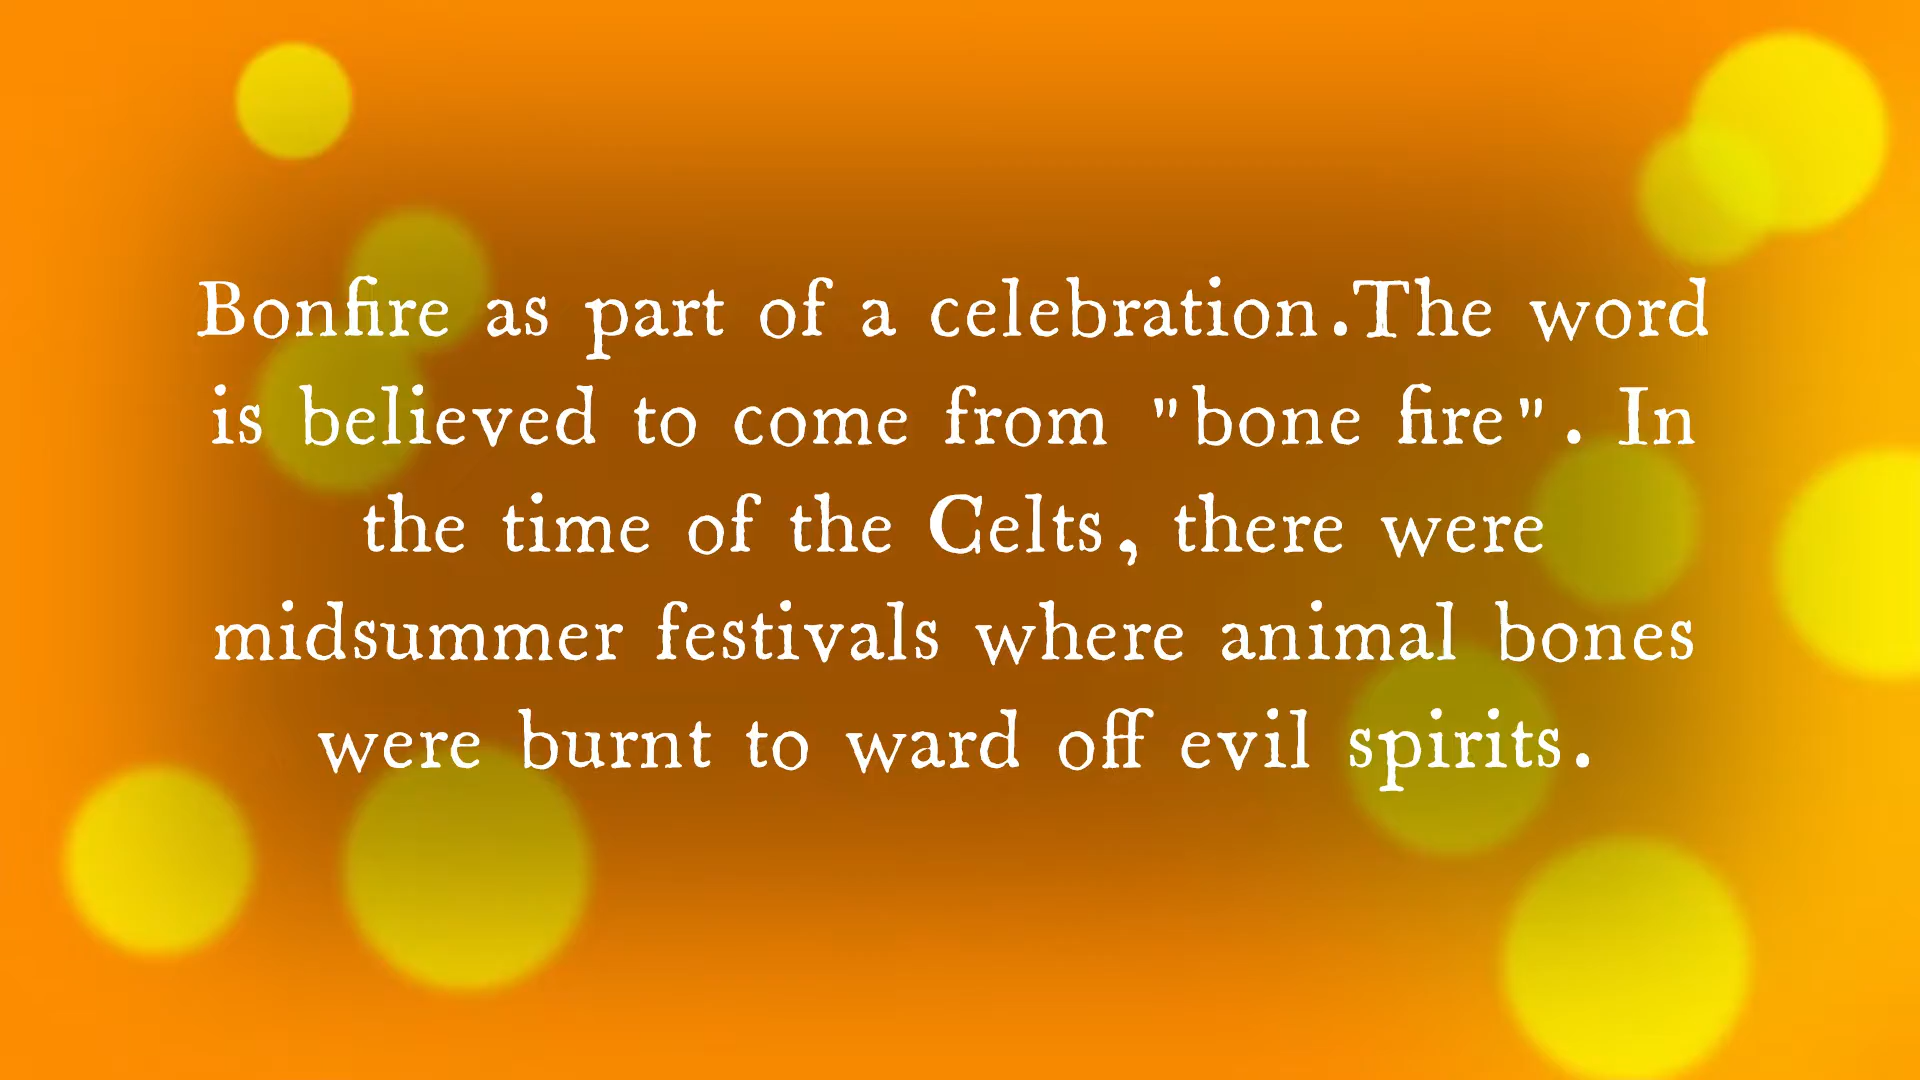 Bonfire as part of a celebration.The word
is believed to come from "bone fire". In
the time of the Celts, there were
midsummer festivals where animal bones
were burnt to ward off evil spirits.